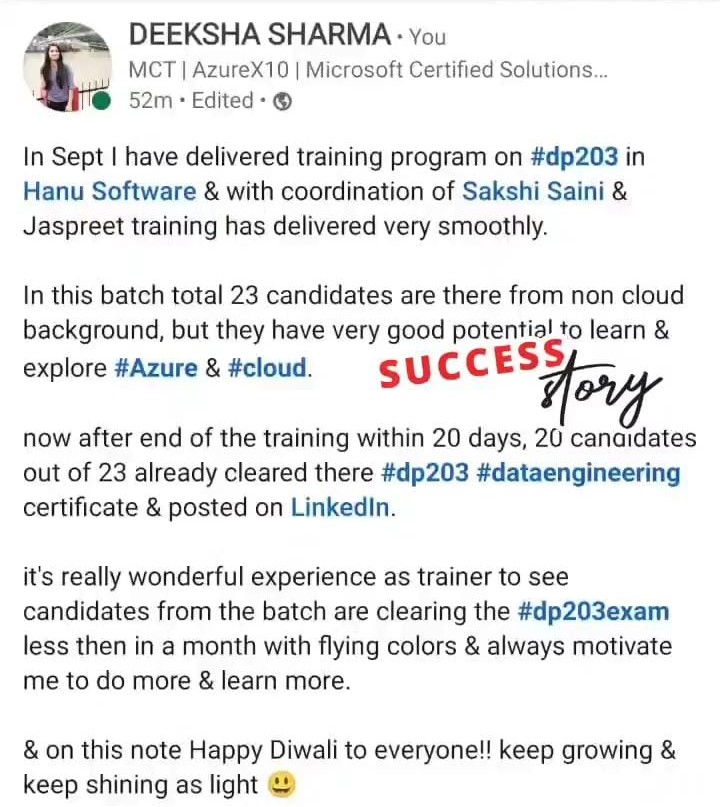 DEEKSHA SHARMA • You
MCT | AzureX10 | Microsoft Certified Solutions...
52m • Edited •
In Sept I have delivered training program on #dp203 in
Hanu Software & with coordination of Sakshi Saini &
Jaspreet training has delivered very smoothly.
In this batch total 23 candidates are there from non cloud
background, but they have very good potential to learn &
explore #Azure & #cloud.
SUCCESS
story
now after end of the training within 20 days, 20 candidates
out of 23 already cleared there #dp203 #dataengineering
certificate & posted on LinkedIn.
it's really wonderful experience as trainer to see
candidates from the batch are clearing the #dp203exam
less then in a month with flying colors & always motivate
me to do more & learn more.
& on this note Happy Diwali to everyone!! keep growing &
keep shining as light 😃